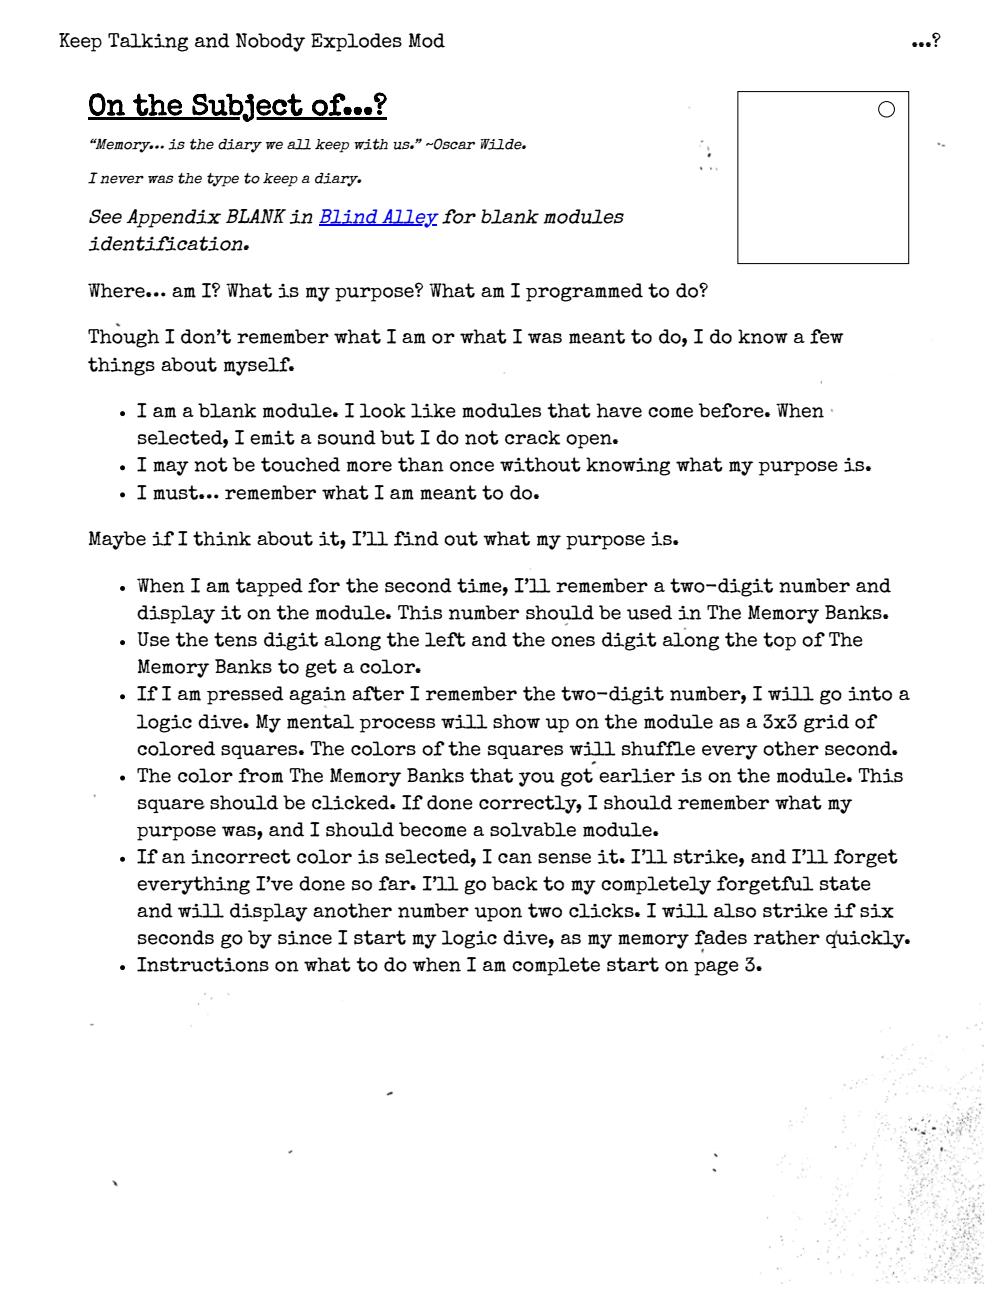 Keep Talking and Nobody Explodes Mod
...?
On the Subject of...?
“Memory... is the diary we all keep with us.” ~Oscar Wilde.
I never was the type to keep a diary.
See Appendix BLANK in Blind Alley for blank modules
identification.
Where... am I? What is my purpose? What am I programmed to do?
Though I don’t remember what I am or what I was meant to do, I do know a few
things about myself.
• I am a blank module. I look like modules that have come before. When
selected, I emit a sound but I do not crack open.
• I may not be touched more than once without knowing what my purpose is.
• I must... remember what I am meant to do.
Maybe if I think about it, I’ll find out what my purpose is.
• When I am tapped for the second time, I’ll remember a two-digit number and
display it on the module. This number should be used in The Memory Banks.
• Use the tens digit along the left and the ones digit along the top of The
Memory Banks to get a color.
• If I am pressed again after I remember the two-digit number, I will go into a
logic dive. My mental process will show up on the module as a 3x3 grid of
colored squares. The colors of the squares will shuffle every other second.
• The color from The Memory Banks that you got earlier is on the module. This
square should be clicked. If done correctly, I should remember what my
purpose was, and I should become a solvable module.
• If an incorrect color is selected, I can sense it. I’ll strike, and I’ll forget
everything I’ve done so far. I’ll go back to my completely forgetful state
and will display another number upon two clicks. I will also strike if six
seconds go by since I start my logic dive, as my memory fades rather quickly.
• Instructions on what to do when I am complete start on page 3.